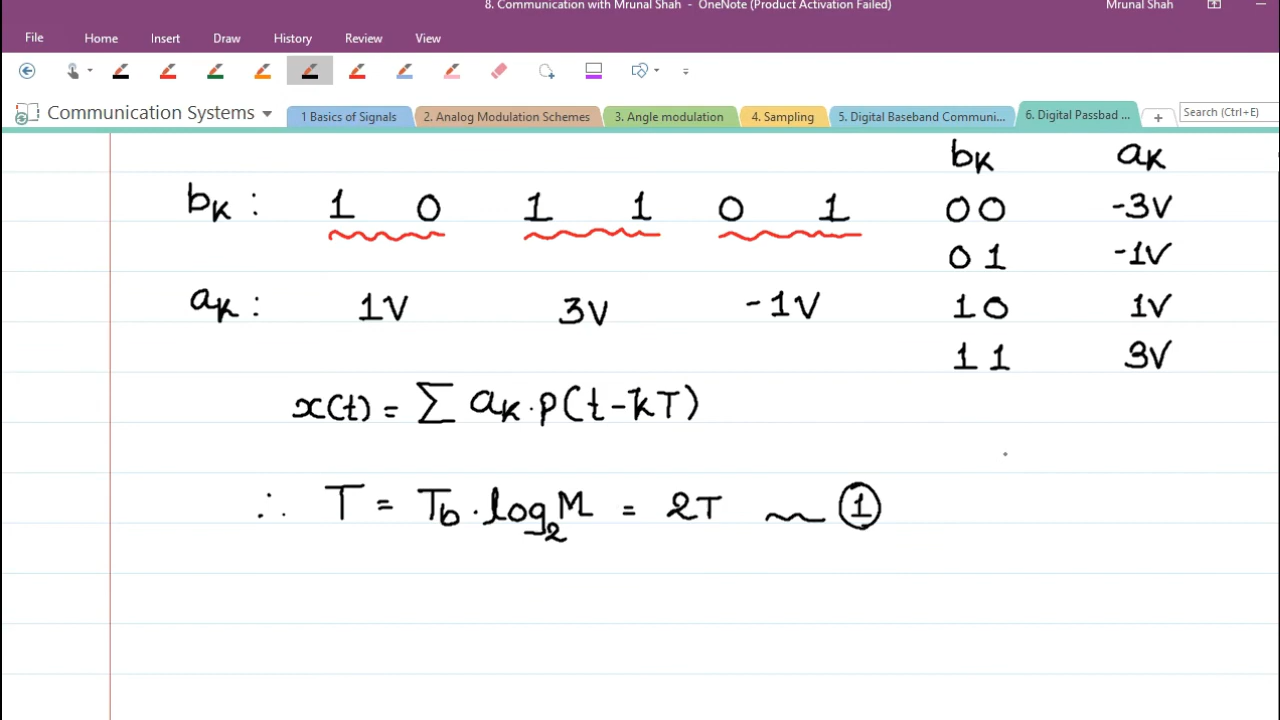 8. Communication with Mrunal Shah - OneNote (Product Activation Failed) Mrunal Shah
File Home Insert Draw History Review View
Communication Systems 1 Basics of Signals 2. Analog Modulation Schemes 3. Angle modulation 4. Sampling 5. Digital Baseband Communi... 6. Digital Passbad ... + Search (Ctrl+E)
bK aK
bK : 1 0 1 1 0 1 00 -3V
01 -1V
aK : 1V 3V -1V 10 1V
11 3V
x(t) = Σ aK·p(t-kT)
∴ T = Tb·log2M = 2T ~~ ①